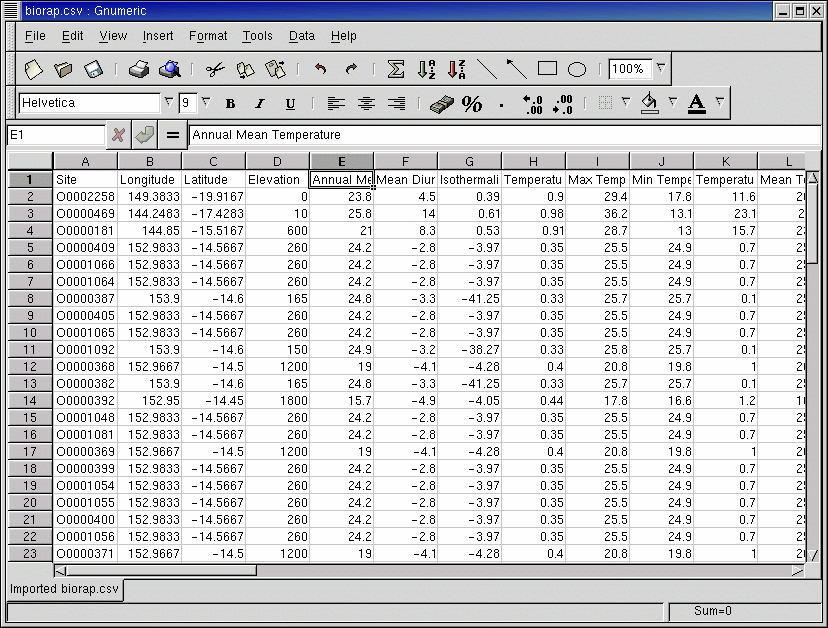 biorap.csv : Gnumeric
File Edit View Insert Format Tools Data Help
100%
Helvetica 9 B I U % . ←.0 .00 .00 →.0 A
E1 = Annual Mean Temperature
A B C D E F G H I J K L
1 Site Longitude Latitude Elevation Annual Me Mean Diur Isothermali Temperatu Max Temp Min Tempe Temperatu Mean T
2 O0002258 149.3833 -19.9167 0 23.8 4.5 0.39 0.9 29.4 17.8 11.6
3 O0000469 144.2483 -17.4283 10 25.8 14 0.61 0.98 36.2 13.1 23.1
4 O0000181 144.85 -15.5167 600 21 8.3 0.53 0.91 28.7 13 15.7
5 O0000409 152.9833 -14.5667 260 24.2 -2.8 -3.97 0.35 25.5 24.9 0.7
6 O0001066 152.9833 -14.5667 260 24.2 -2.8 -3.97 0.35 25.5 24.9 0.7
7 O0001064 152.9833 -14.5667 260 24.2 -2.8 -3.97 0.35 25.5 24.9 0.7
8 O0000387 153.9 -14.6 165 24.8 -3.3 -41.25 0.33 25.7 25.7 0.1
9 O0000405 152.9833 -14.5667 260 24.2 -2.8 -3.97 0.35 25.5 24.9 0.7
10 O0001065 152.9833 -14.5667 260 24.2 -2.8 -3.97 0.35 25.5 24.9 0.7
11 O0001092 153.9 -14.6 150 24.9 -3.2 -38.27 0.33 25.8 25.7 0.1
12 O0000368 152.9667 -14.5 1200 19 -4.1 -4.28 0.4 20.8 19.8 1
13 O0000382 153.9 -14.6 165 24.8 -3.3 -41.25 0.33 25.7 25.7 0.1
14 O0000392 152.95 -14.45 1800 15.7 -4.9 -4.05 0.44 17.8 16.6 1.2
15 O0001048 152.9833 -14.5667 260 24.2 -2.8 -3.97 0.35 25.5 24.9 0.7
16 O0001081 152.9833 -14.5667 260 24.2 -2.8 -3.97 0.35 25.5 24.9 0.7
17 O0000369 152.9667 -14.5 1200 19 -4.1 -4.28 0.4 20.8 19.8 1
18 O0000399 152.9833 -14.5667 260 24.2 -2.8 -3.97 0.35 25.5 24.9 0.7
19 O0001054 152.9833 -14.5667 260 24.2 -2.8 -3.97 0.35 25.5 24.9 0.7
20 O0001055 152.9833 -14.5667 260 24.2 -2.8 -3.97 0.35 25.5 24.9 0.7
21 O0000400 152.9833 -14.5667 260 24.2 -2.8 -3.97 0.35 25.5 24.9 0.7
22 O0001056 152.9833 -14.5667 260 24.2 -2.8 -3.97 0.35 25.5 24.9 0.7
23 O0000371 152.9667 -14.5 1200 19 -4.1 -4.28 0.4 20.8 19.8 1
Imported biorap.csv
Sum=0